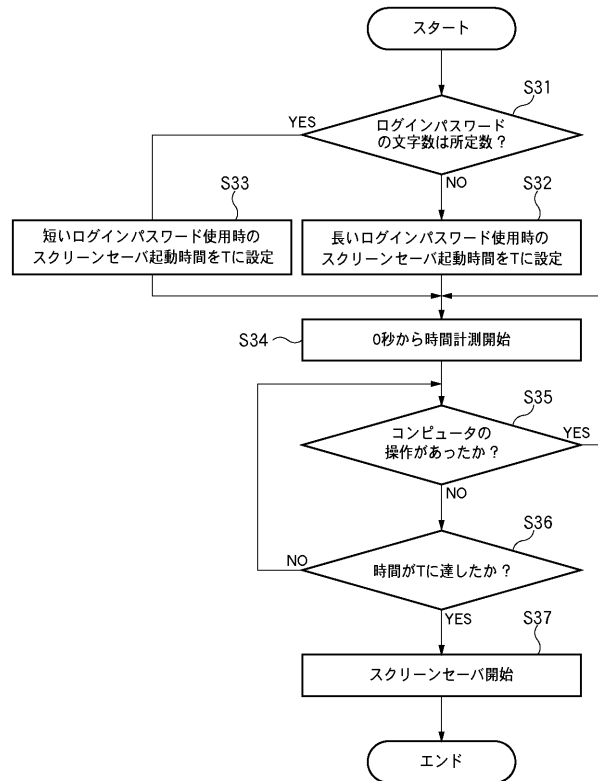 スタート
S31
ログインパスワード
の文字数は所定数？
YES
NO
S33
短いログインパスワード使用時の
スクリーンセーバ起動時間をTに設定
S32
長いログインパスワード使用時の
スクリーンセーバ起動時間をTに設定
S34
0秒から時間計測開始
S35
コンピュータの
操作があったか？
YES
NO
S36
時間がTに達したか？
NO
YES
S37
スクリーンセーバ開始
エンド